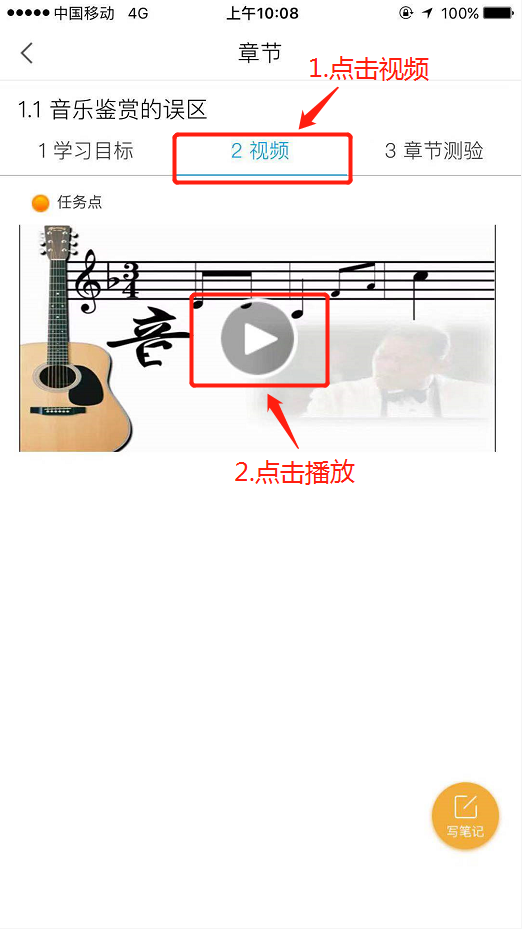 中国移动 4G 上午10:08 100%
章节
1.点击视频
1.1 音乐鉴赏的误区
1 学习目标 2 视频 3 章节测验
任务点
3
4
音
2.点击播放
写笔记